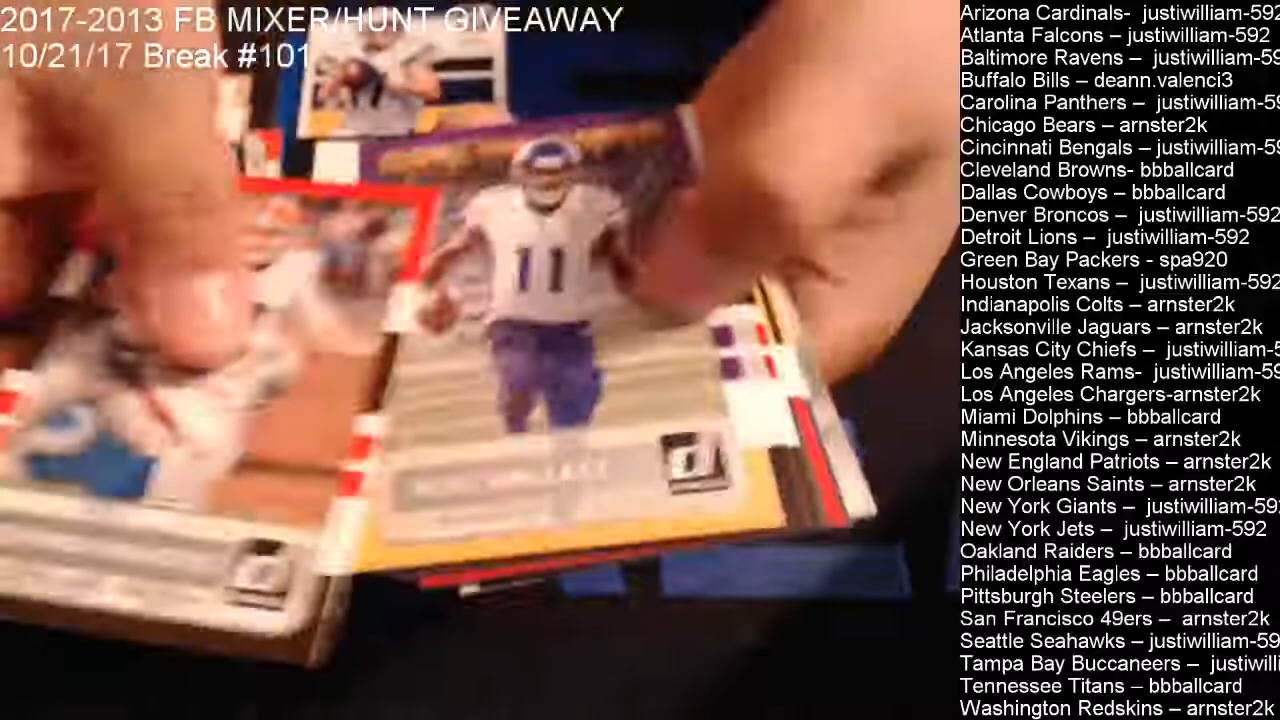 2017-2013 FB MIXER/HUNT GIVEAWAY
10/21/17 Break #101
11
WALLACE
Arizona Cardinals-  justiwilliam-592
Atlanta Falcons – justiwilliam-592
Baltimore Ravens – justiwilliam-59
Buffalo Bills – deann.valenci3
Carolina Panthers –  justiwilliam-59
Chicago Bears – arnster2k
Cincinnati Bengals – justiwilliam-59
Cleveland Browns- bbballcard
Dallas Cowboys - bbballcard
Denver Broncos –  justiwilliam-592
Detroit Lions –  justiwilliam-592
Green Bay Packers - spa920
Houston Texans –  justiwilliam-592
Indianapolis Colts – arnster2k
Jacksonville Jaguars – arnster2k
Kansas City Chiefs –  justiwilliam-5
Los Angeles Rams-  justiwilliam-59
Los Angeles Chargers-arnster2k
Miami Dolphins – bbballcard
Minnesota Vikings – arnster2k
New England Patriots – arnster2k
New Orleans Saints – arnster2k
New York Giants –  justiwilliam-592
New York Jets –  justiwilliam-592
Oakland Raiders – bbballcard
Philadelphia Eagles – bbballcard
Pittsburgh Steelers – bbballcard
San Francisco 49ers –  arnster2k
Seattle Seahawks – justiwilliam-59
Tampa Bay Buccaneers –  justiwilli
Tennessee Titans – bbballcard
Washington Redskins – arnster2k